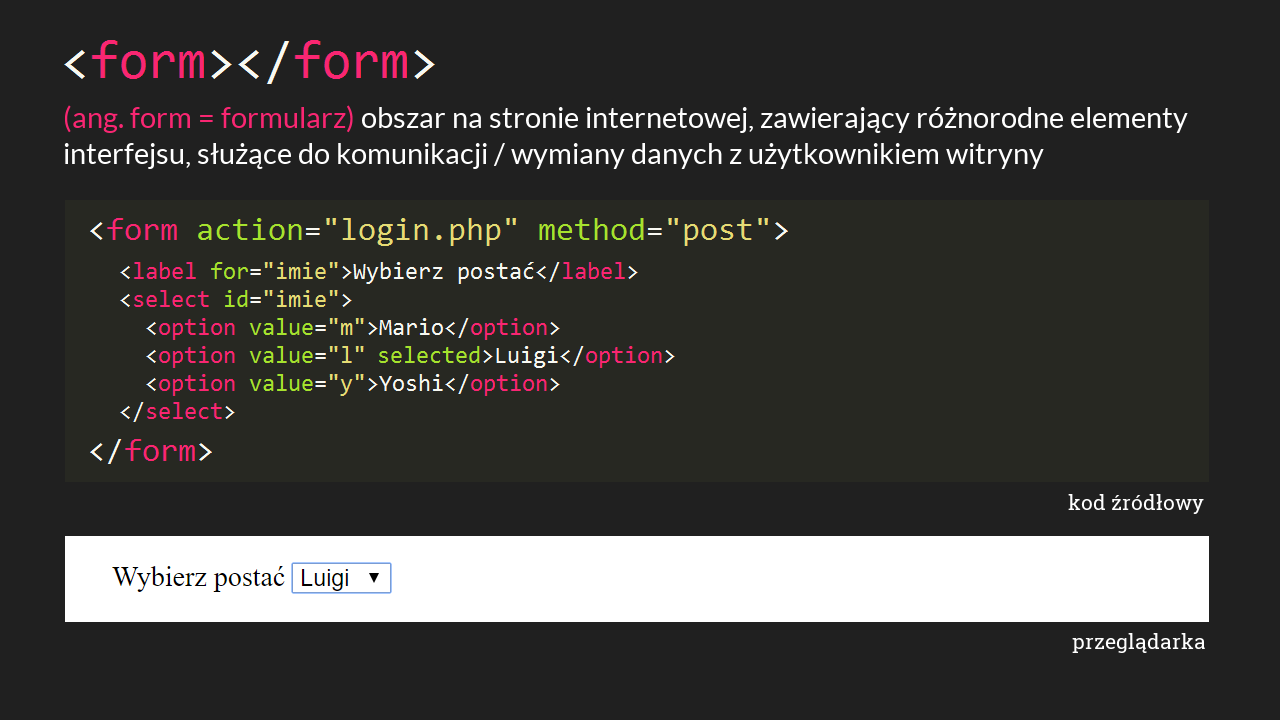 <form></form>
(ang. form = formularz) obszar na stronie internetowej, zawierający różnorodne elementy
interfejsu, służące do komunikacji / wymiany danych z użytkownikiem witryny
<form action="login.php" method="post">
<label for="imie">Wybierz postać</label>
<select id="imie">
<option value="m">Mario</option>
<option value="l" selected>Luigi</option>
<option value="y">Yoshi</option>
</select>
</form>
kod źródłowy
Wybierz postać Luigi ▼
przeglądarka